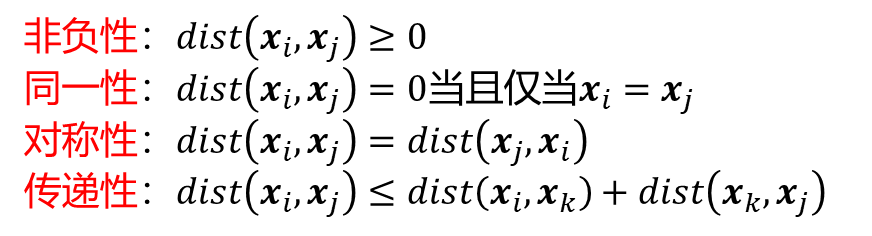 非负性：dist(𝒙ᵢ, 𝒙ⱼ) ≥ 0
同一性：dist(𝒙ᵢ, 𝒙ⱼ) = 0当且仅当𝒙ᵢ = 𝒙ⱼ
对称性：dist(𝒙ᵢ, 𝒙ⱼ) = dist(𝒙ⱼ, 𝒙ᵢ)
传递性：dist(𝒙ᵢ, 𝒙ⱼ) ≤ dist(𝒙ᵢ, 𝒙ₖ) + dist(𝒙ₖ, 𝒙ⱼ)